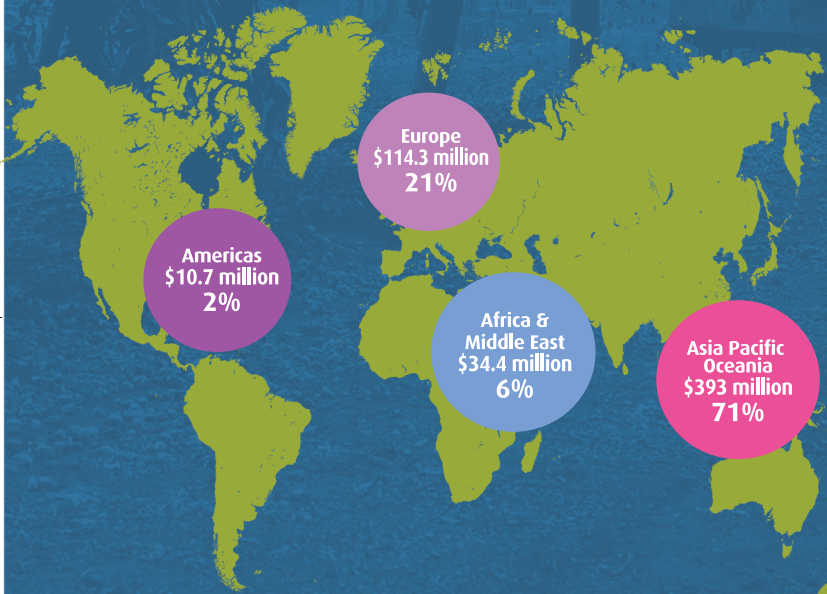 Europe
$114.3 million
21%
Americas
$10.7 million
2%
Africa &
Middle East
$34.4 million
6%
Asia Pacific
Oceania
$393 million
71%